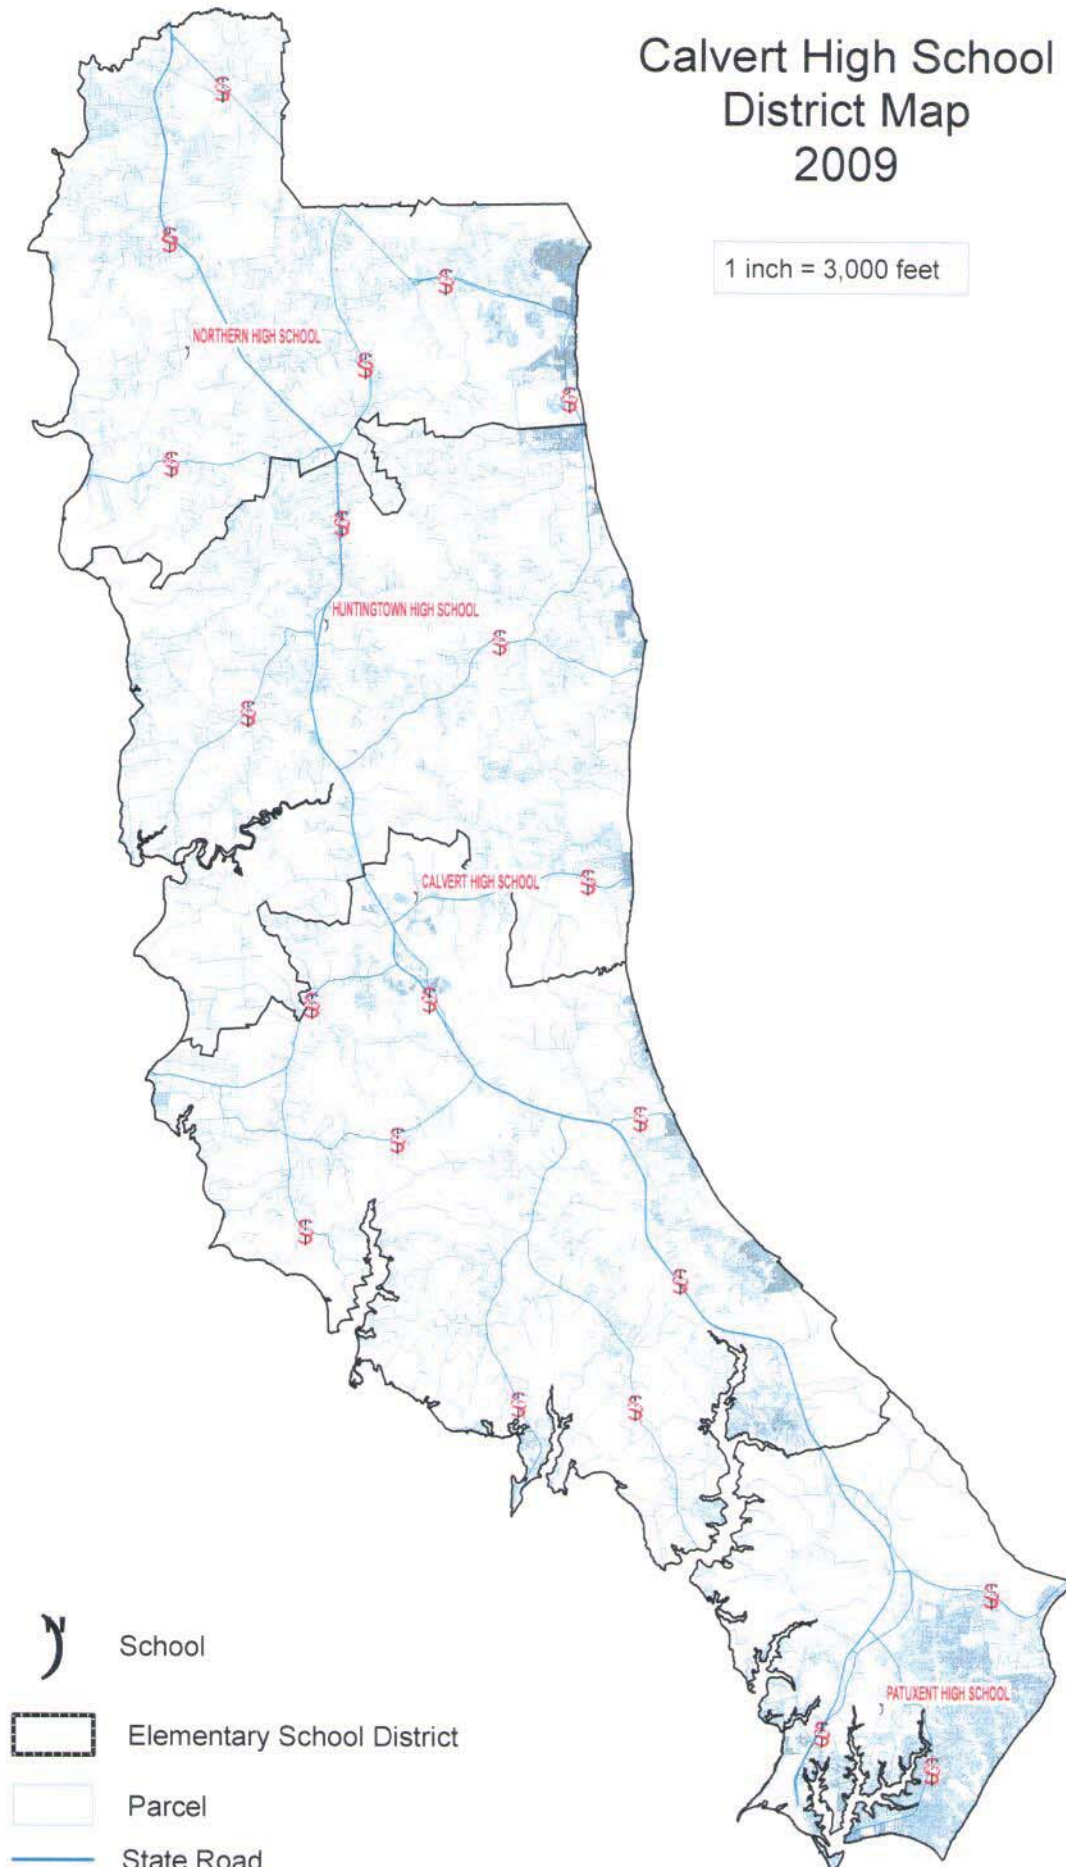 Calvert High School
District Map
2009
1 inch = 3,000 feet
NORTHERN HIGH SCHOOL
HUNTINGTOWN HIGH SCHOOL
CALVERT HIGH SCHOOL
PATUXENT HIGH SCHOOL
School
Elementary School District
Parcel
State Road